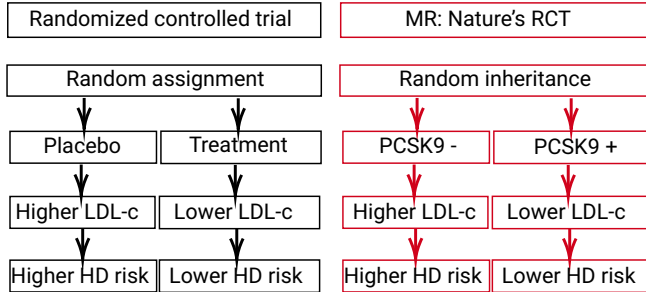 Randomized controlled trial
MR: Nature's RCT
Random assignment
Random inheritance
Placebo
Treatment
PCSK9 -
PCSK9 +
Higher LDL-c
Lower LDL-c
Higher LDL-c
Lower LDL-c
Higher HD risk
Lower HD risk
Higher HD risk
Lower HD risk